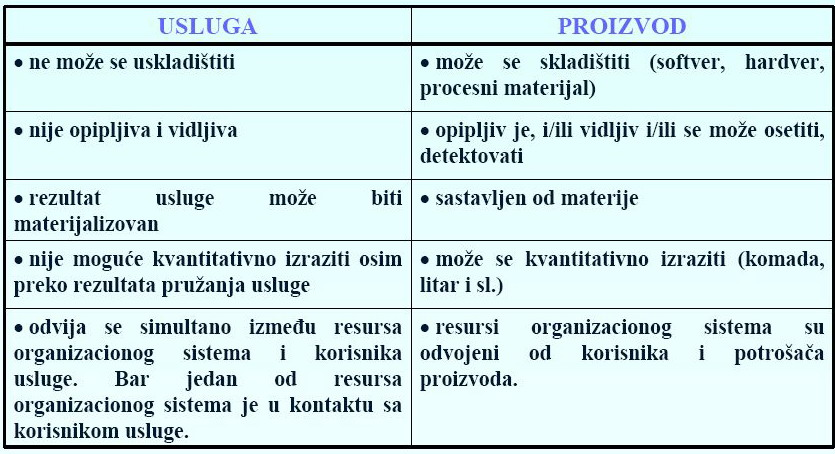 USLUGA
PROIZVOD
• ne može se uskladištiti
• može se skladištiti (softver, hardver,
procesni materijal)
• nije opipljiva i vidljiva
• opipljiv je, i/ili vidljiv i/ili se može osetiti,
detektovati
• rezultat usluge može biti
materijalizovan
• sastavljen od materije
• nije moguće kvantitativno izraziti osim
preko rezultata pružanja usluge
• može se kvantitativno izraziti (komada,
litar i sl.)
• odvija se simultano između resursa
organizacionog sistema i korisnika
usluge. Bar jedan od resursa
organizacionog sistema je u kontaktu sa
korisnikom usluge.
• resursi organizacionog sistema su
odvojeni od korisnika i potrošača
proizvoda.